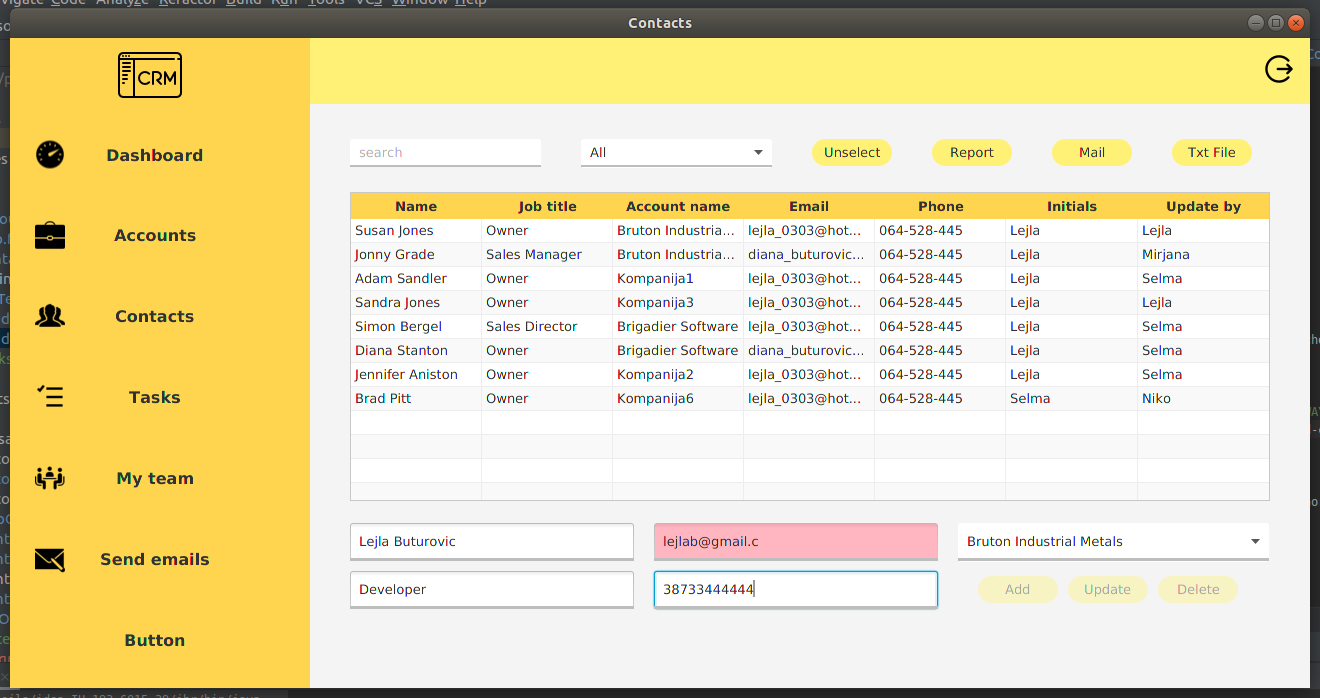 vigate Code Analyze Refactor Build Run Tools VCS Window Help
Contacts
CRM
Dashboard
Accounts
Contacts
Tasks
My team
Send emails
Button
search All Unselect Report Mail Txt File
Name Job title Account name Email Phone Initials Update by
Susan Jones Owner Bruton Industria... lejla_0303@hot... 064-528-445 Lejla Lejla
Jonny Grade Sales Manager Bruton Industria... diana_buturovic... 064-528-445 Lejla Mirjana
Adam Sandler Owner Kompanija1 lejla_0303@hot... 064-528-445 Lejla Selma
Sandra Jones Owner Kompanija3 lejla_0303@hot... 064-528-445 Lejla Lejla
Simon Bergel Sales Director Brigadier Software lejla_0303@hot... 064-528-445 Lejla Selma
Diana Stanton Owner Brigadier Software diana_buturovic... 064-528-445 Lejla Selma
Jennifer Aniston Owner Kompanija2 lejla_0303@hot... 064-528-445 Lejla Selma
Brad Pitt Owner Kompanija6 lejla_0303@hot... 064-528-445 Selma Niko
Lejla Buturovic lejlab@gmail.c Bruton Industrial Metals
Developer 38733444444 Add Update Delete